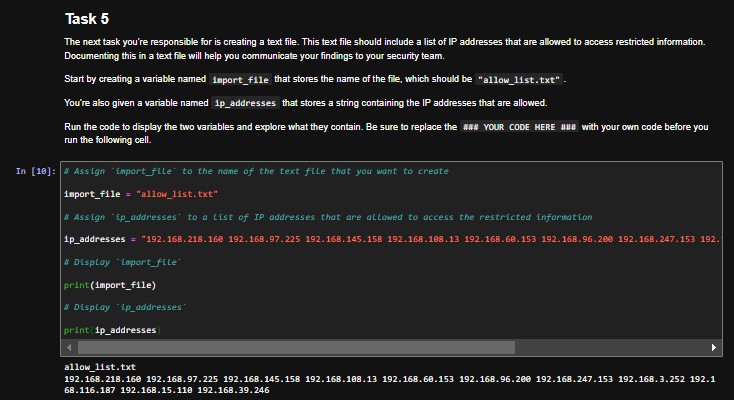 Task 5
The next task you're responsible for is creating a text file. This text file should include a list of IP addresses that are allowed to access restricted information.
Documenting this in a text file will help you communicate your findings to your security team.
Start by creating a variable named import_file that stores the name of the file, which should be "allow_list.txt".
You're also given a variable named ip_addresses that stores a string containing the IP addresses that are allowed.
Run the code to display the two variables and explore what they contain. Be sure to replace the ### YOUR CODE HERE ### with your own code before you
run the following cell.
In [10]: # Assign `import_file` to the name of the text file that you want to create
import_file = "allow_list.txt"
# Assign `ip_addresses` to a list of IP addresses that are allowed to access the restricted information
ip_addresses = "192.168.218.160 192.168.97.225 192.168.145.158 192.168.108.13 192.168.60.153 192.168.96.200 192.168.247.153 192.
# Display `import_file`
print(import_file)
# Display `ip_addresses`
print(ip_addresses)
allow_list.txt
192.168.218.160 192.168.97.225 192.168.145.158 192.168.108.13 192.168.60.153 192.168.96.200 192.168.247.153 192.168.3.252 192.1
68.116.187 192.168.15.110 192.168.39.246